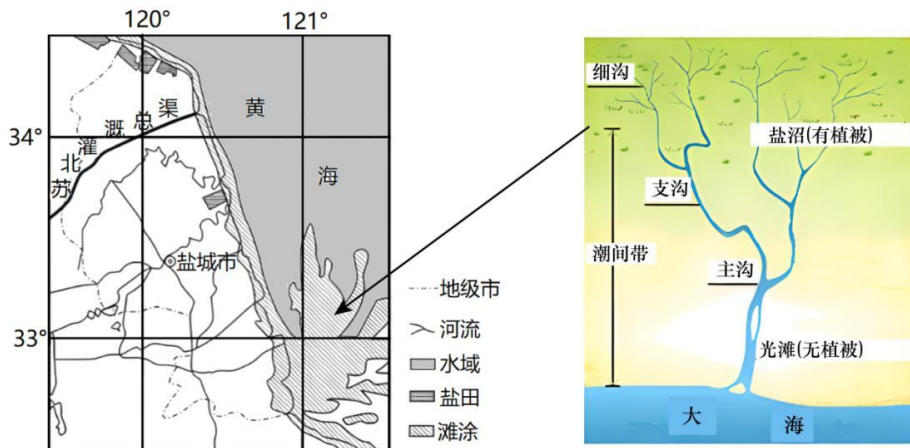 120°
121°
34°
33°
苏北灌溉总渠
黄海
盐城市
地级市
河流
水域
盐田
滩涂
细沟
盐沼(有植被)
支沟
潮间带
主沟
光滩(无植被)
大海